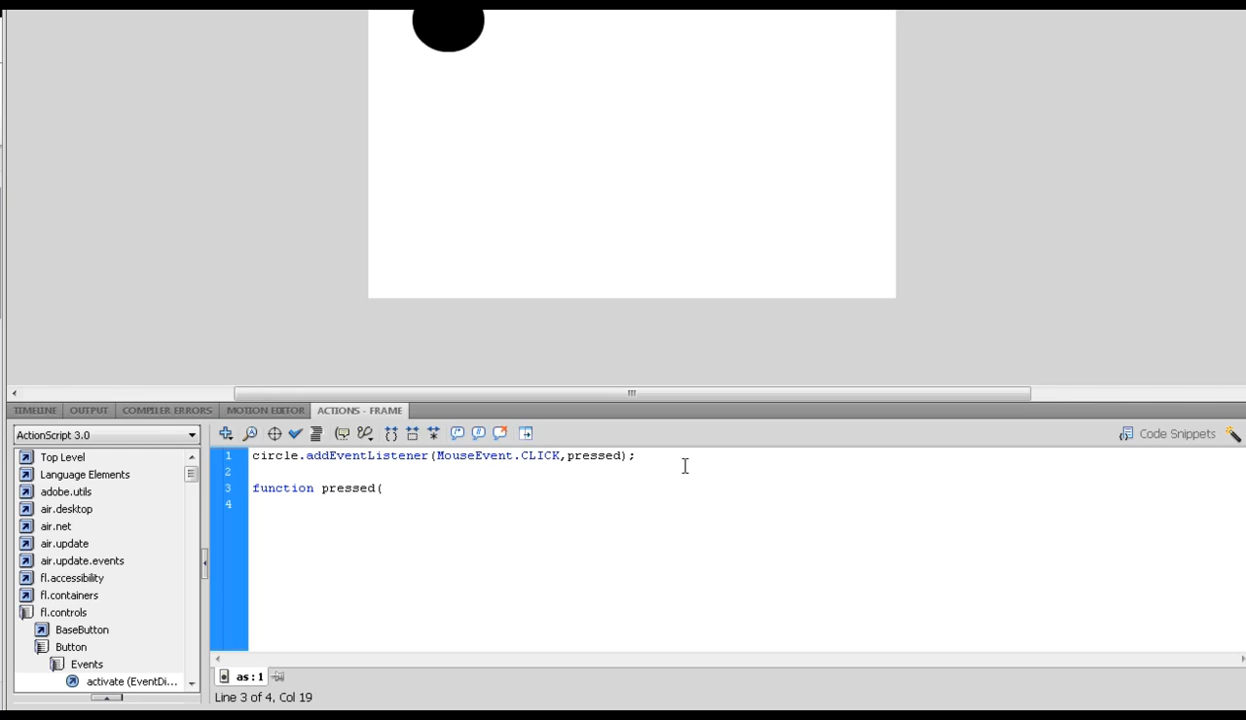 TIMELINE OUTPUT COMPILER ERRORS MOTION EDITOR ACTIONS - FRAME
ActionScript 3.0
Code Snippets
Top Level
Language Elements
adobe.utils
air.desktop
air.net
air.update
air.update.events
fl.accessibility
fl.containers
fl.controls
BaseButton
Button
Events
activate (EventDi...
1 circle.addEventListener(MouseEvent.CLICK,pressed);
2
3 function pressed(
4
as : 1
Line 3 of 4, Col 19